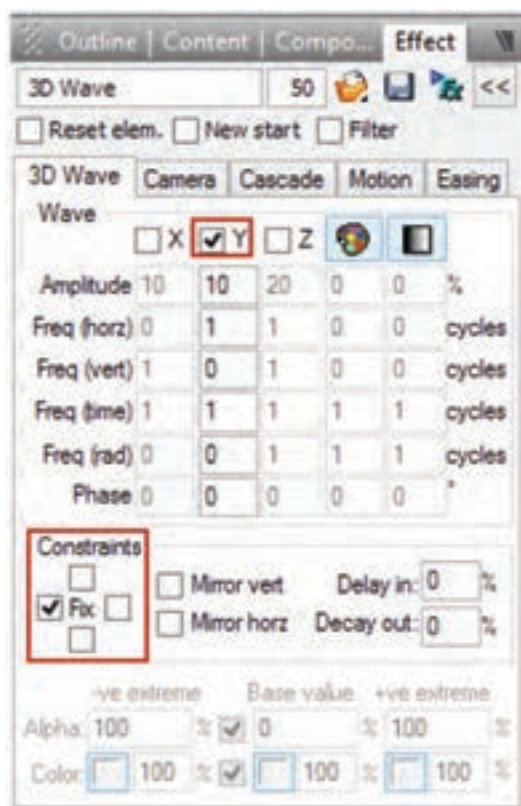 Outline | Content | Compo... Effect
3D Wave 50 Fx <<
Reset elem. New start Filter
3D Wave Camera Cascade Motion Easing
Wave
X Y Z
Amplitude 10 10 20 0 0 %
Freq (horz) 0 1 1 0 0 cycles
Freq (vert) 1 0 1 0 0 cycles
Freq (time) 1 1 1 1 1 cycles
Freq (rad) 0 0 1 1 1 cycles
Phase 0 0 0 0 0 °
Constraints
Mirror vert Delay in: 0 %
Fix
Mirror horz Decay out: 0 %
-ve extreme Base value +ve extreme
Alpha: 100 % 0 % 100 %
Color: 100 % 100 % 100 %